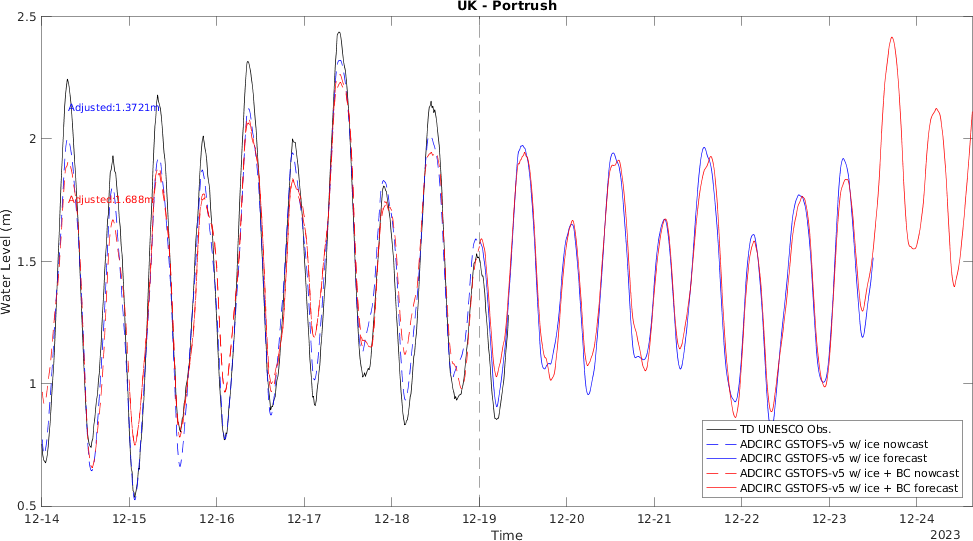 UK - Portrush
2.5
2
1.5
1
0.5
Water Level (m)
Adjusted:1.3721m
Adjusted:1.688m
TD UNESCO Obs.
ADCIRC GSTOFS-v5 w/ ice nowcast
ADCIRC GSTOFS-v5 w/ ice forecast
ADCIRC GSTOFS-v5 w/ ice + BC nowcast
ADCIRC GSTOFS-v5 w/ ice + BC forecast
12-14 12-15 12-16 12-17 12-18 12-19 12-20 12-21 12-22 12-23 12-24
Time
2023